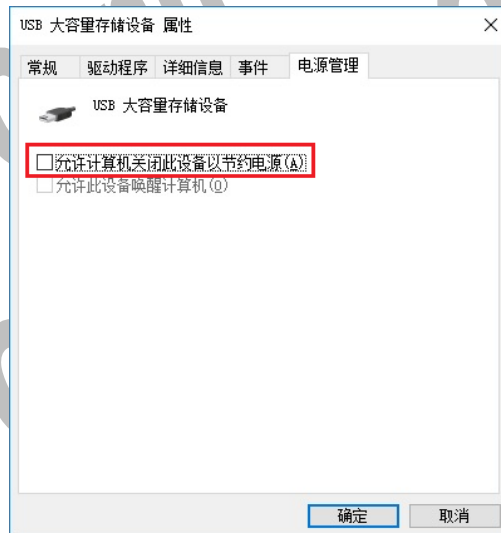 USB 大容量存储设备 属性
常规 驱动程序 详细信息 事件 电源管理
USB 大容量存储设备
允许计算机关闭此设备以节约电源(A)
允许此设备唤醒计算机(O)
确定 取消